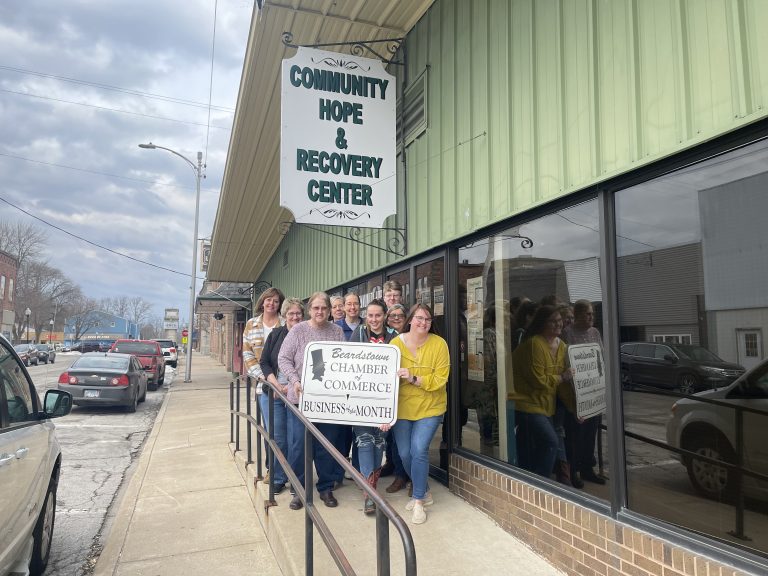 COMMUNITY
HOPE
&
RECOVERY
CENTER
Beardstown
CHAMBER of
COMMERCE
BUSINESS of the MONTH